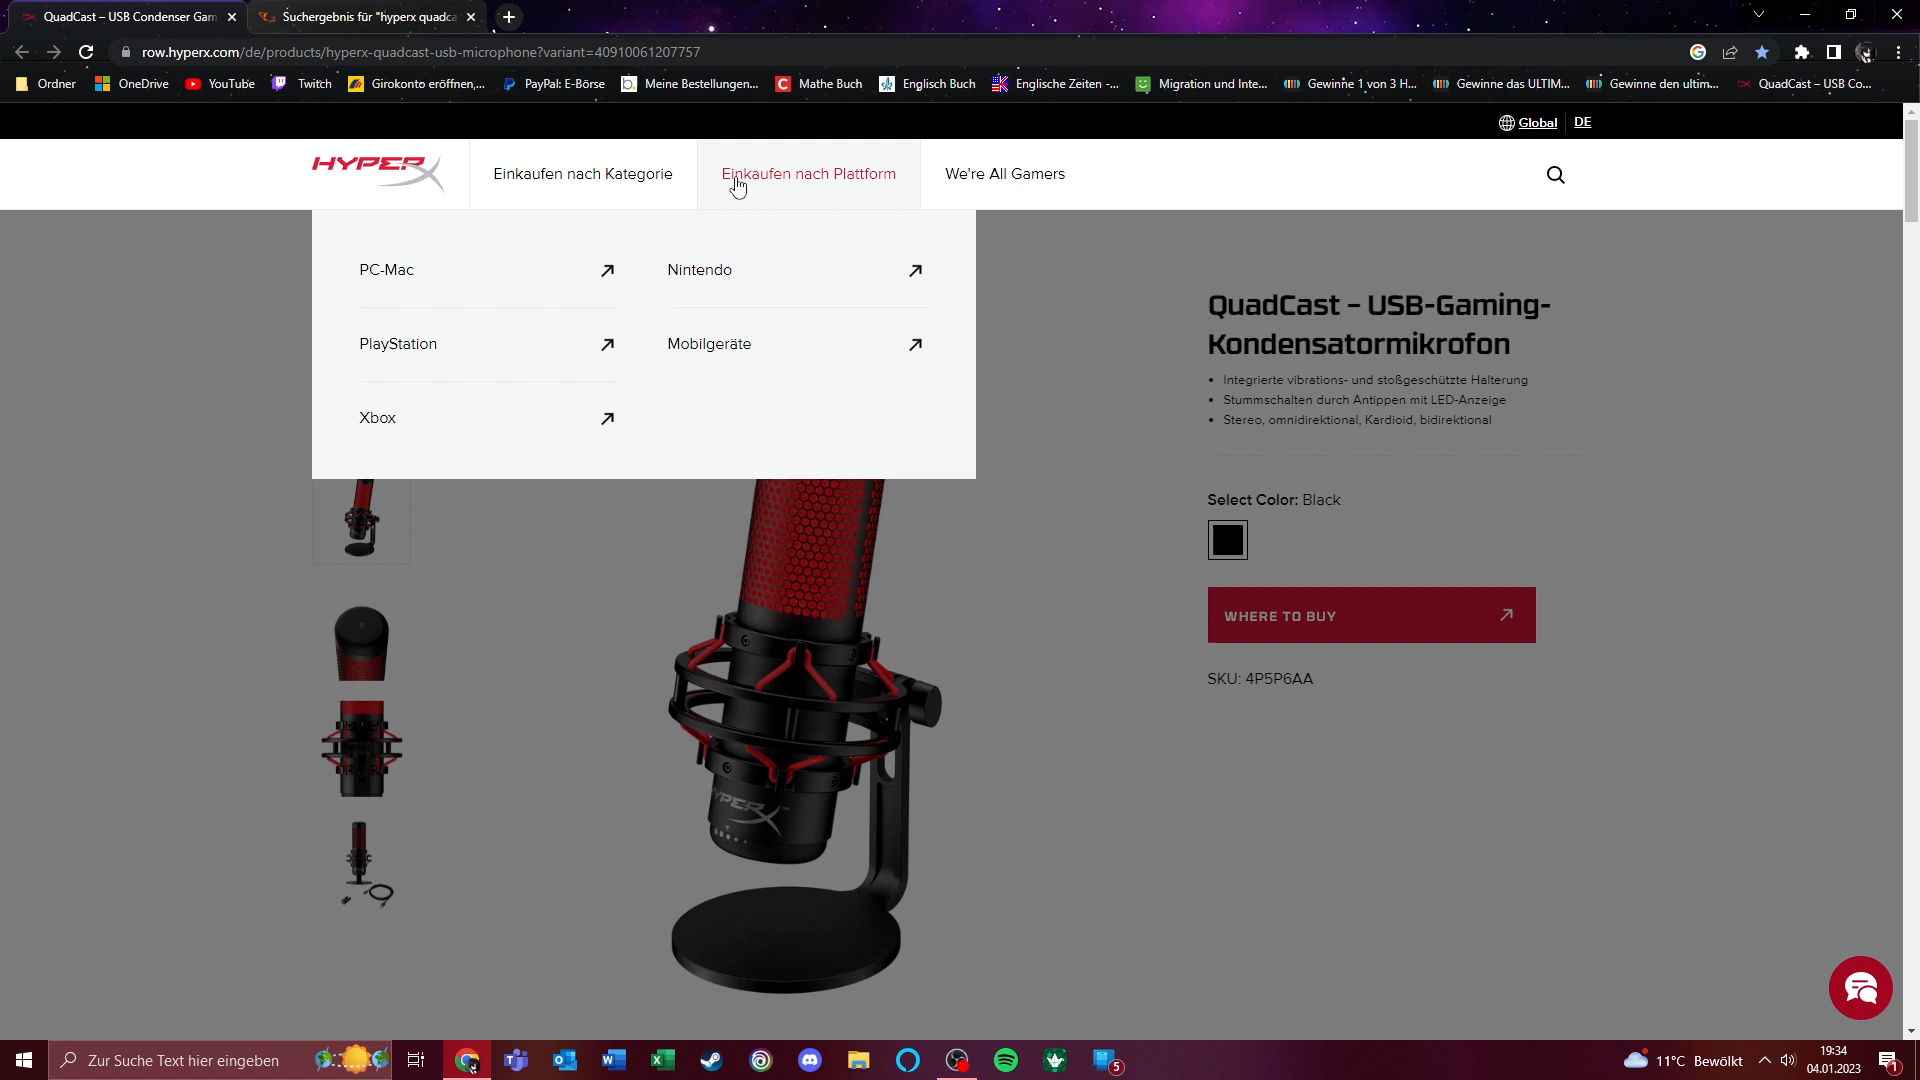 QuadCast – USB Condenser Gam
Suchergebnis für "hyperx quadca
row.hyperx.com/de/products/hyperx-quadcast-usb-microphone?variant=40910061207757
Ordner
OneDrive
YouTube
Twitch
Girokonto eröffnen,...
PayPal: E-Börse
Meine Bestellungen...
Mathe Buch
Englisch Buch
Englische Zeiten -...
Migration und Inte...
Gewinne 1 von 3 H...
Gewinne das ULTIM...
Gewinne den ultim...
QuadCast – USB Co...
Global
DE
HYPERX
Einkaufen nach Kategorie
Einkaufen nach Plattform
We're All Gamers
PC-Mac
Nintendo
PlayStation
Mobilgeräte
Xbox
QuadCast – USB-Gaming-
Kondensatormikrofon
• Integrierte vibrations- und stoßgeschützte Halterung
• Stummschalten durch Antippen mit LED-Anzeige
• Stereo, omnidirektional, Kardioid, bidirektional
Select Color: Black
WHERE TO BUY
SKU: 4P5P6AA
HYPERX
Zur Suche Text hier eingeben
5
11°C Bewölkt
19:34
04.01.2023
1